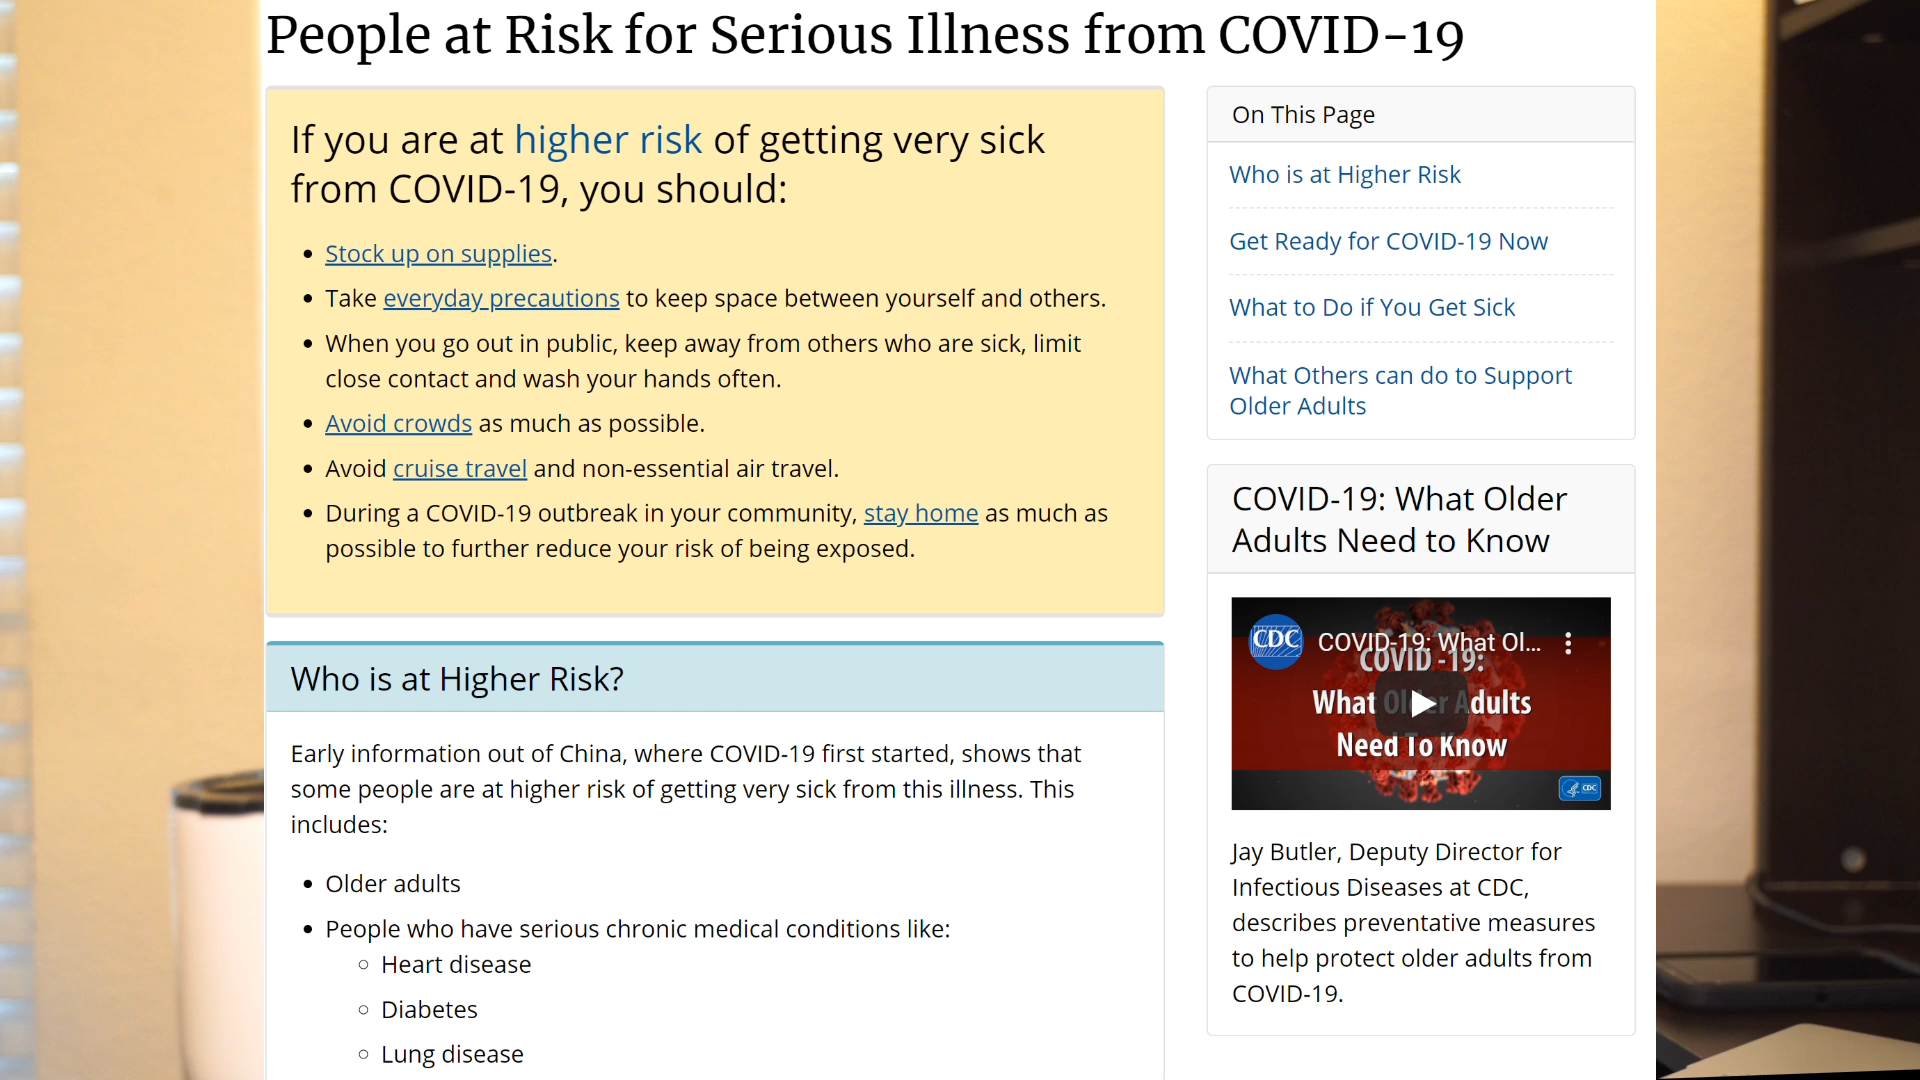 People at Risk for Serious Illness from COVID-19
If you are at higher risk of getting very sick
from COVID-19, you should:
Stock up on supplies.
Take everyday precautions to keep space between yourself and others.
When you go out in public, keep away from others who are sick, limit
close contact and wash your hands often.
Avoid crowds as much as possible.
Avoid cruise travel and non-essential air travel.
During a COVID-19 outbreak in your community, stay home as much as
possible to further reduce your risk of being exposed.
Who is at Higher Risk?
Early information out of China, where COVID-19 first started, shows that
some people are at higher risk of getting very sick from this illness. This
includes:
Older adults
People who have serious chronic medical conditions like:
Heart disease
Diabetes
Lung disease
On This Page
Who is at Higher Risk
Get Ready for COVID-19 Now
What to Do if You Get Sick
What Others can do to Support
Older Adults
COVID-19: What Older
Adults Need to Know
CDC
COVID-19: What Ol...
COVID -19:
What Older Adults
Need To Know
CDC
Jay Butler, Deputy Director for
Infectious Diseases at CDC,
describes preventative measures
to help protect older adults from
COVID-19.